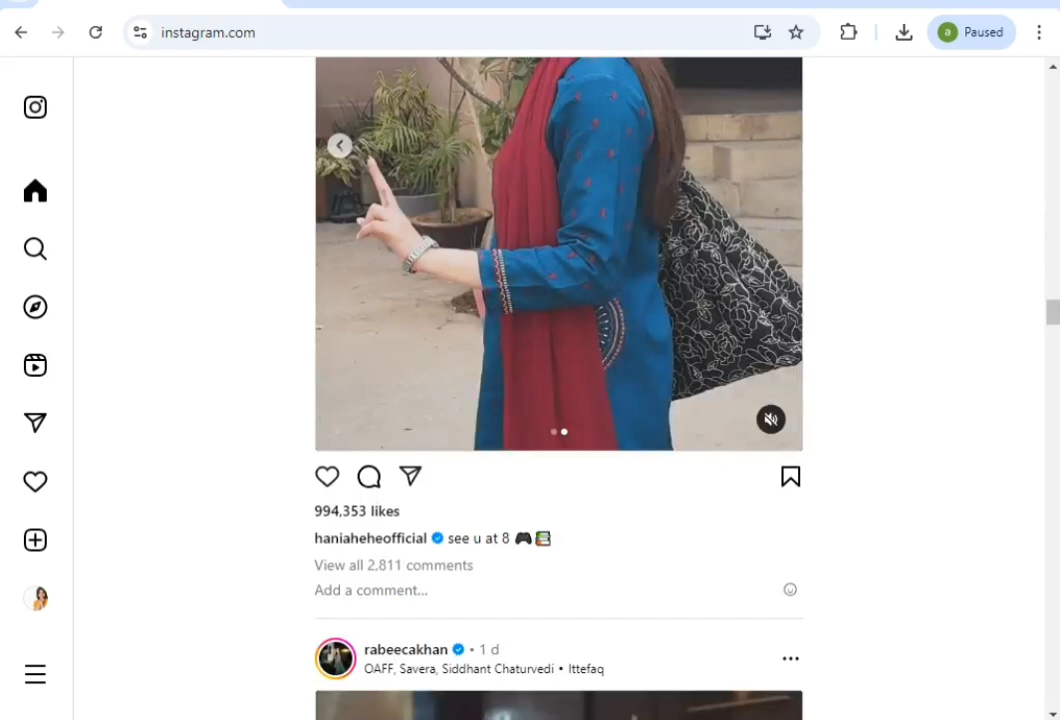 instagram.com
a Paused
994,353 likes
haniaheheofficial see u at 8 🎮📚
View all 2,811 comments
Add a comment...
rabeecakhan • 1 d
OAFF, Savera, Siddhant Chaturvedi • Ittefaq